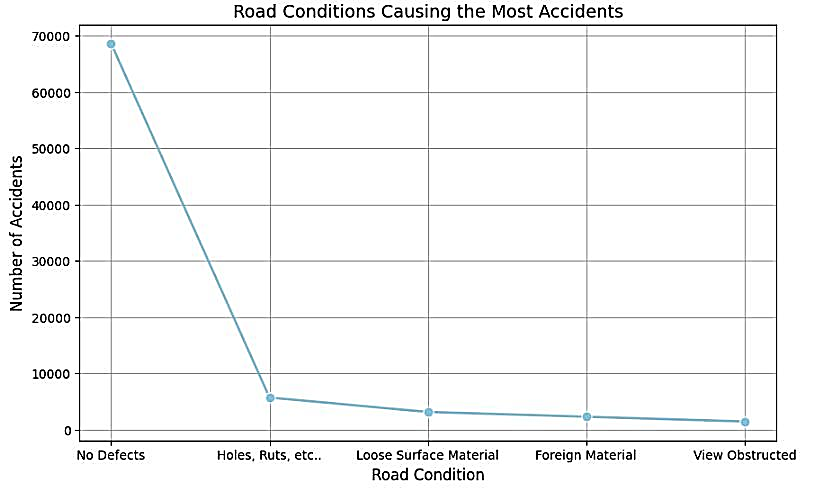 Road Conditions Causing the Most Accidents
Number of Accidents
70000
60000
50000
40000
30000
20000
10000
0
No Defects
Holes, Ruts, etc..
Loose Surface Material
Foreign Material
View Obstructed
Road Condition